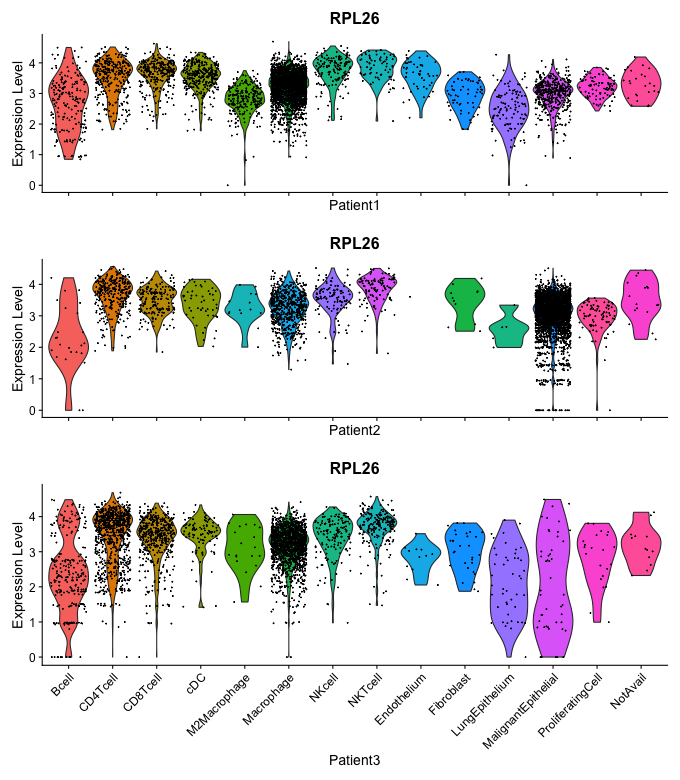 RPL26
Expression Level
4
3
2
1
0
Patient1
RPL26
Expression Level
4
3
2
1
0
Patient2
RPL26
Expression Level
4
3
2
1
0
Bcell
CD4Tcell
CD8Tcell
cDC
M2Macrophage
Macrophage
NKcell
NKTcell
Endothelium
Fibroblast
LungEpithelium
MalignantEpithelial
ProliferatingCell
NotAvail
Patient3